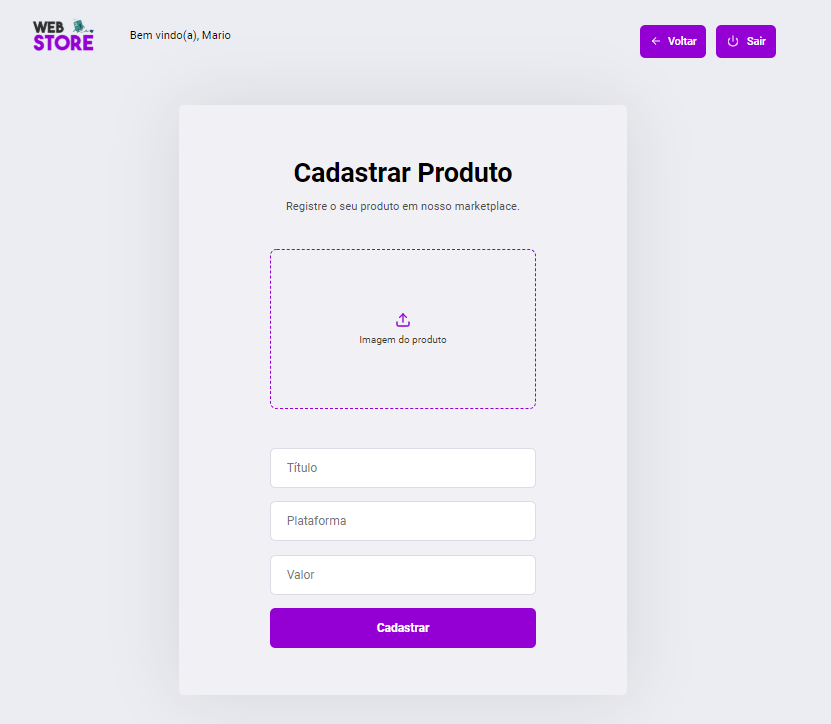 WEB
STORE
Bem vindo(a), Mario
Voltar
Sair
Cadastrar Produto
Registre o seu produto em nosso marketplace.
Imagem do produto
Título
Plataforma
Valor
Cadastrar